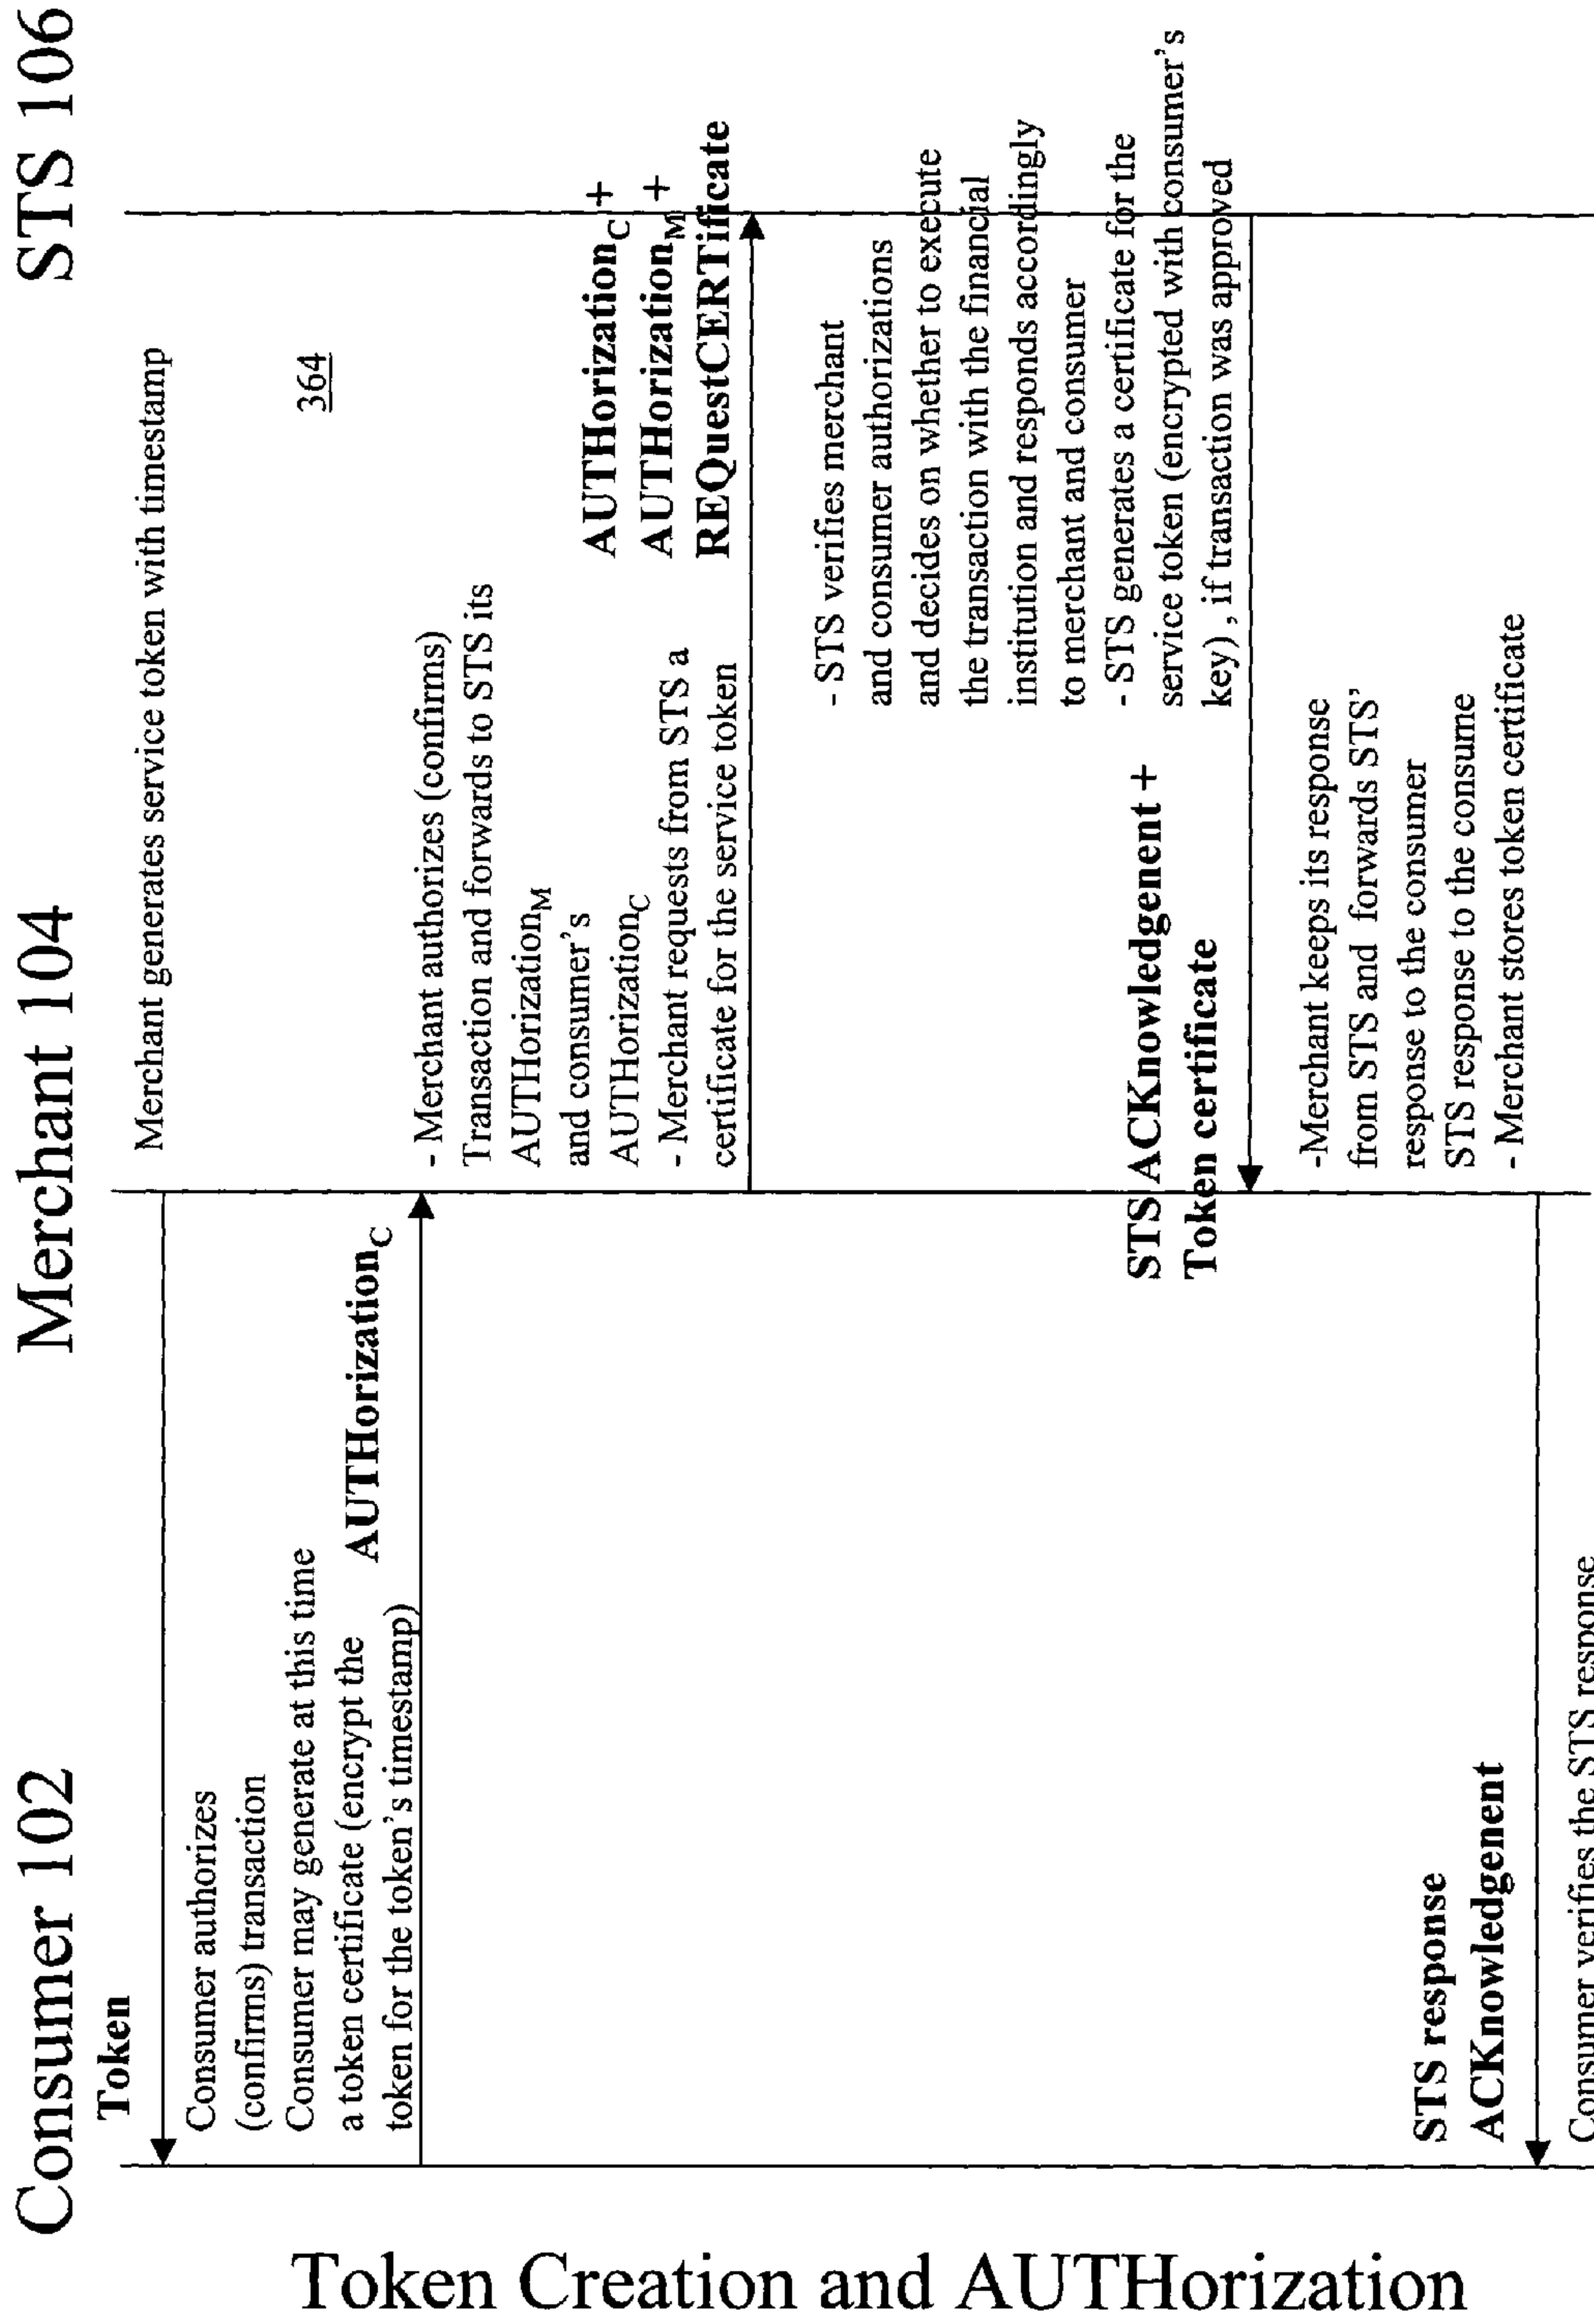 Consumer 102
Merchant 104
STS 106
Token
Merchant generates service token with timestamp
Consumer authorizes
(confirms) transaction
Consumer may generate at this time
a token certificate (encrypt the
token for the token's timestamp)
AUTHorizationC
364
- Merchant authorizes (confirms)
Transaction and forwards to STS its
AUTHorizationM
and consumer's
AUTHorizationC
- Merchant requests from STS a
certificate for the service token
AUTHorizationC +
AUTHorizationM +
REQuestCERTificate
- STS verifies merchant
and consumer authorizations
and decides on whether to execute
the transaction with the financial
institution and responds accordingly
to merchant and consumer
- STS generates a certificate for the
service token (encrypted with consumer's
key) , if transaction was approved
STS ACKnowledgenent +
Token certificate
-Merchant keeps its response
from STS and forwards STS'
response to the consumer
STS response to the consume
- Merchant stores token certificate
STS response
ACKnowledgenent
Consumer verifies the STS response
Token Creation and AUTHorization